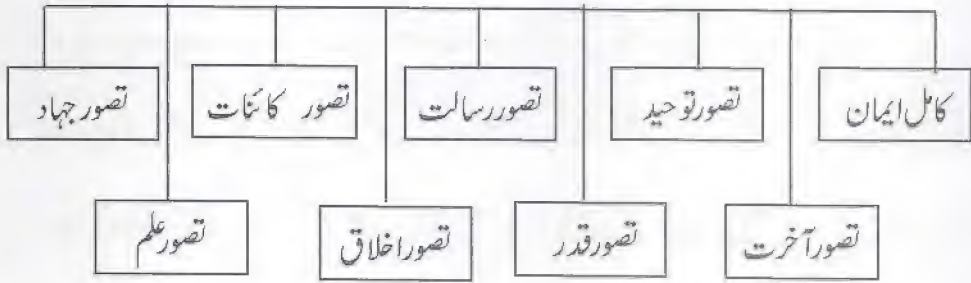 کامل ایمان
تصور توحید
تصور رسالت
تصور کائنات
تصور جہاد
تصور آخرت
تصور قدر
تصور اخلاق
تصور علم